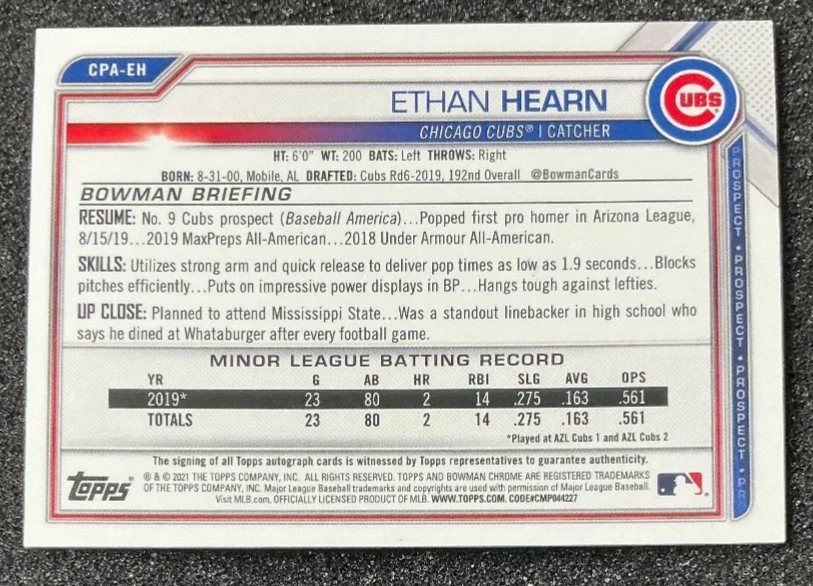 CPA-EH
ETHAN HEARN
CUBS
CHICAGO CUBS® | CATCHER
HT: 6'0" WT: 200 BATS: Left THROWS: Right
BORN: 8-31-00, Mobile, AL DRAFTED: Cubs Rd6-2019, 192nd Overall @BowmanCards
BOWMAN BRIEFING
RESUME: No. 9 Cubs prospect (Baseball America)...Popped first pro homer in Arizona League,
8/15/19...2019 MaxPreps All-American...2018 Under Armour All-American.
SKILLS: Utilizes strong arm and quick release to deliver pop times as low as 1.9 seconds...Blocks
pitches efficiently...Puts on impressive power displays in BP...Hangs tough against lefties.
UP CLOSE: Planned to attend Mississippi State...Was a standout linebacker in high school who
says he dined at Whataburger after every football game.
MINOR LEAGUE BATTING RECORD
YR G AB HR RBI SLG AVG OPS
2019* 23 80 2 14 .275 .163 .561
TOTALS 23 80 2 14 .275 .163 .561
*Played at AZL Cubs 1 and AZL Cubs 2
The signing of all Topps autograph cards is witnessed by Topps representatives to guarantee authenticity.
Topps
® & © 2021 THE TOPPS COMPANY, INC. ALL RIGHTS RESERVED. TOPPS AND BOWMAN CHROME ARE REGISTERED TRADEMARKS
OF THE TOPPS COMPANY, INC. Major League Baseball trademarks and copyrights are used with permission of Major League Baseball.
Visit MLB.com. OFFICIALLY LICENSED PRODUCT OF MLB. WWW.TOPPS.COM. CODE#CMP044227
PROSPECT • PROSPECT • PROSPECT • PR